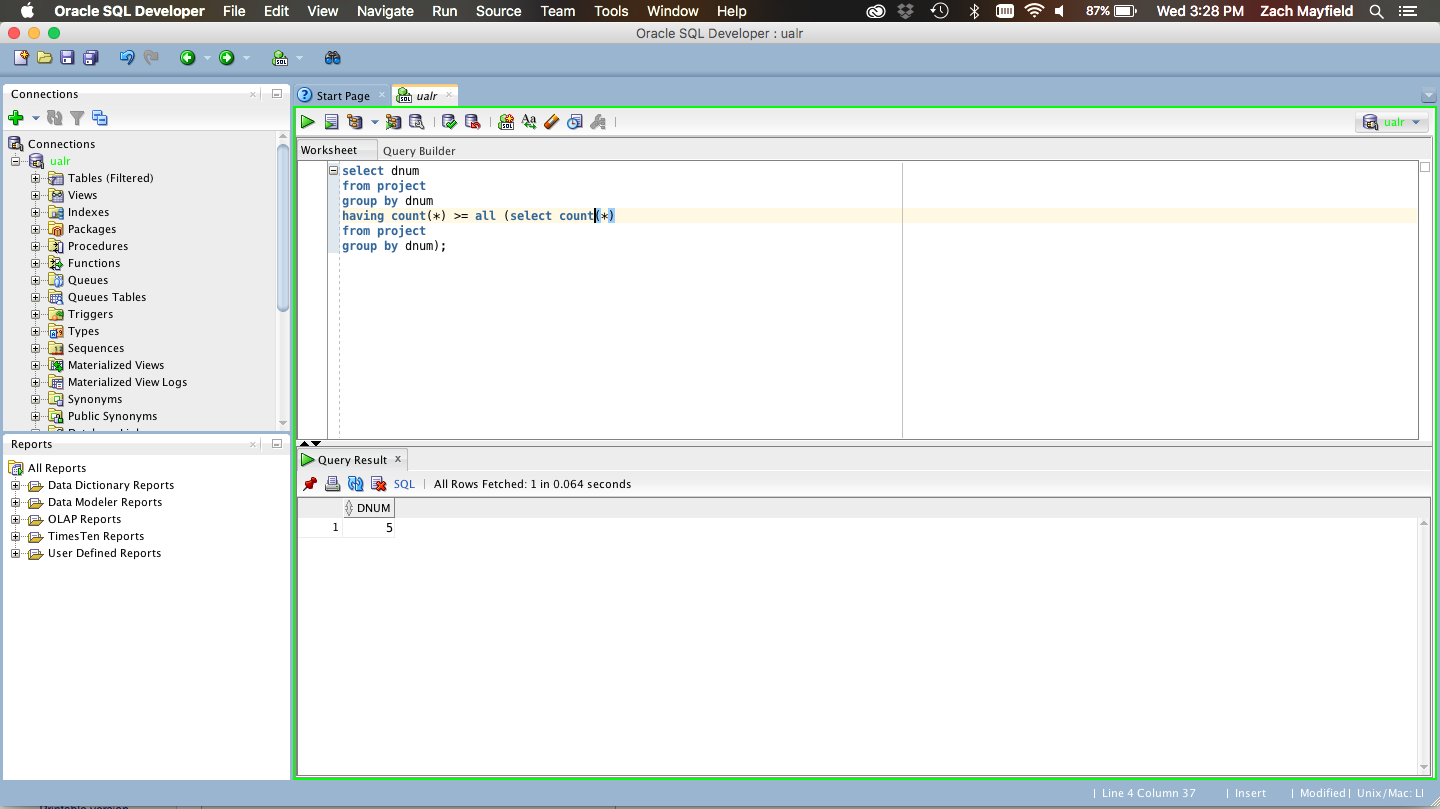 Oracle SQL Developer File Edit View Navigate Run Source Team Tools Window Help 87% Wed 3:28 PM Zach Mayfield
Oracle SQL Developer : ualr
Connections
Connections
ualr
Tables (Filtered)
Views
Indexes
Packages
Procedures
Functions
Queues
Queues Tables
Triggers
Types
Sequences
Materialized Views
Materialized View Logs
Synonyms
Public Synonyms
Reports
All Reports
Data Dictionary Reports
Data Modeler Reports
OLAP Reports
TimesTen Reports
User Defined Reports
Start Page ualr
ualr
Worksheet Query Builder
select dnum
from project
group by dnum
having count(*) >= all (select count(*)
from project
group by dnum);
Query Result
SQL | All Rows Fetched: 1 in 0.064 seconds
DNUM
1 5
| Line 4 Column 37 | Insert | Modified | Unix/Mac: LI